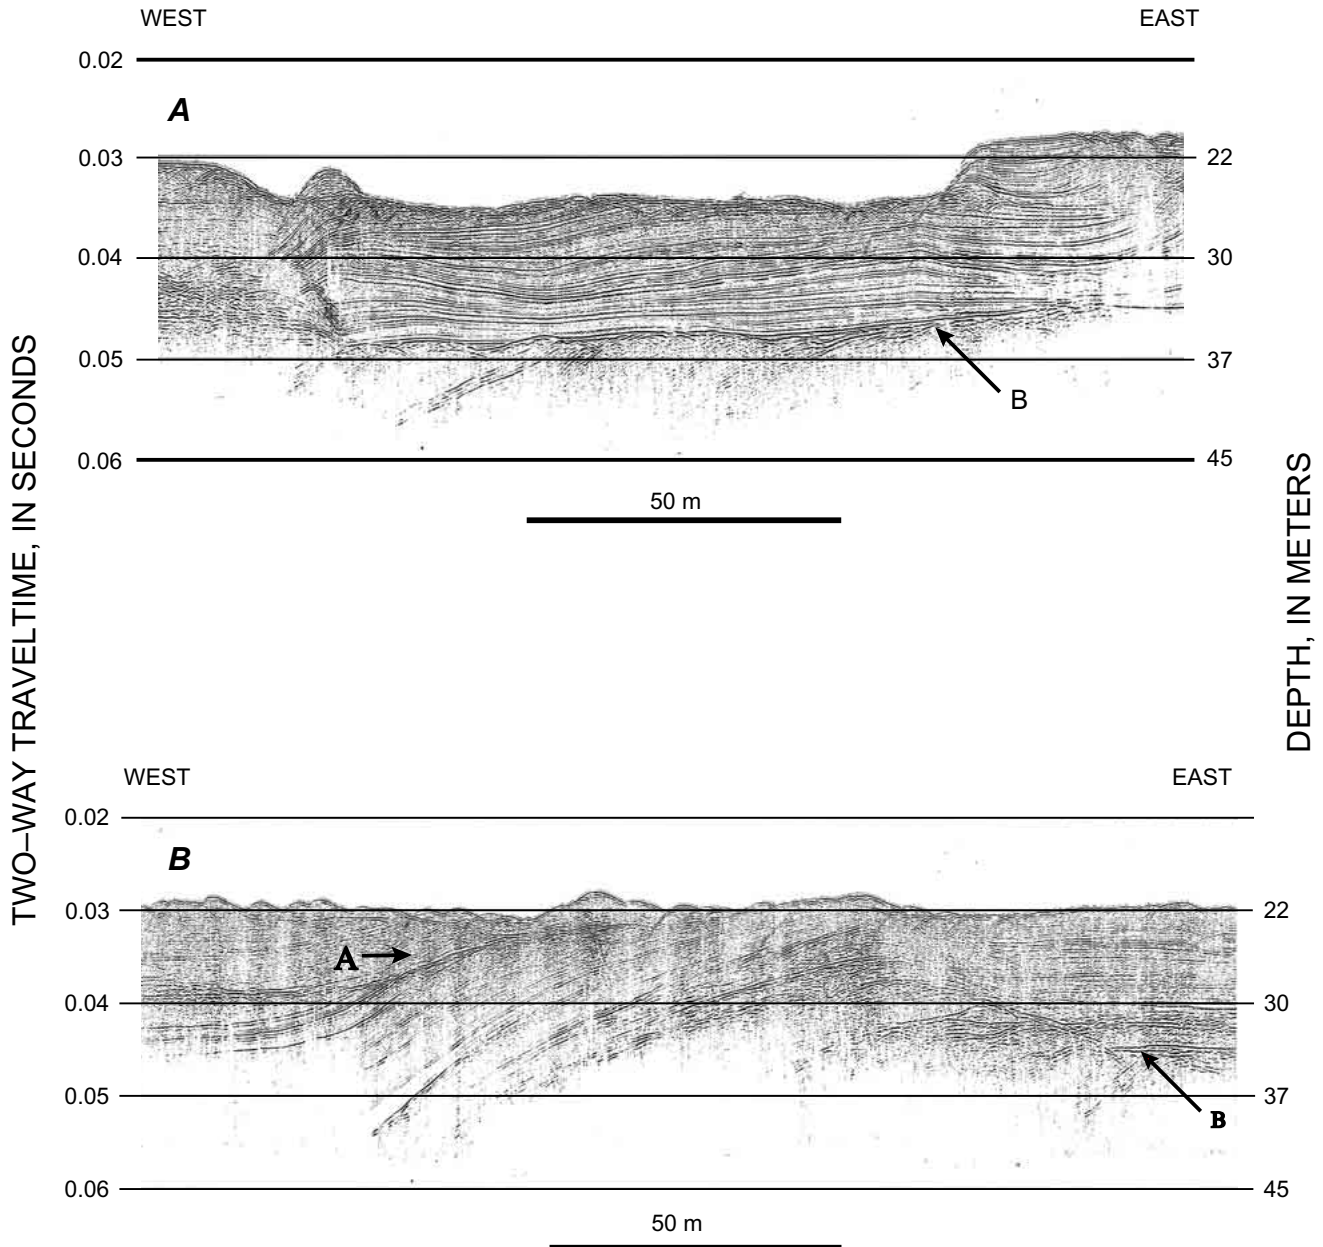 WEST EAST
0.02
A
0.03 22
0.04 30
0.05 37
B
0.06 45
50 m
TWO–WAY TRAVELTIME, IN SECONDS
DEPTH, IN METERS
WEST EAST
0.02
B
0.03 22
A
0.04 30
0.05 37
B
0.06 45
50 m